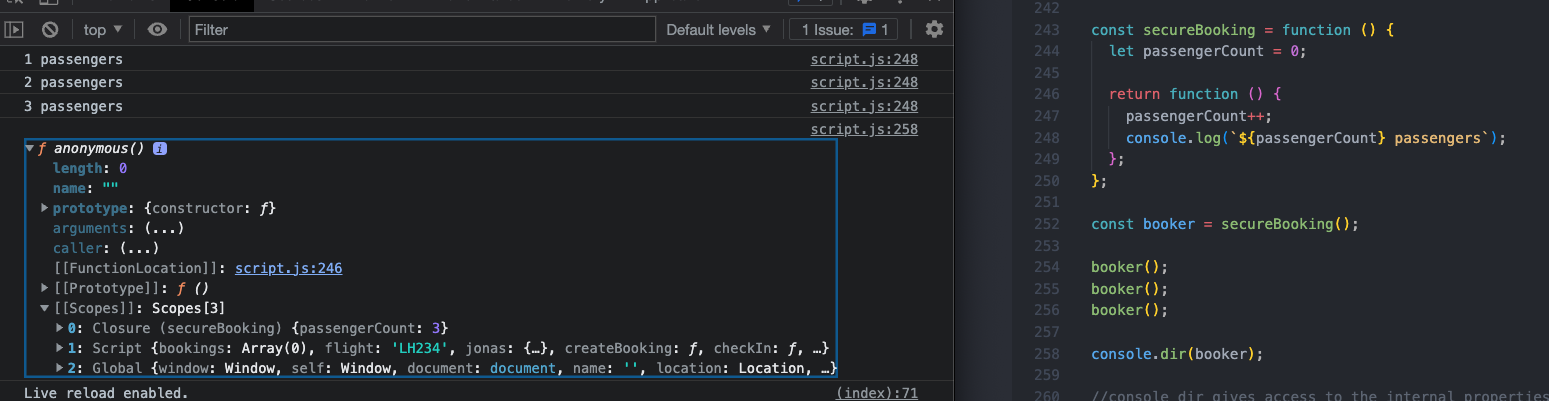 top
Filter
Default levels
1 Issue:
1
1 passengers script.js:248
2 passengers script.js:248
3 passengers script.js:248
script.js:258
ƒ anonymous() i
length: 0
name: ""
prototype: {constructor: ƒ}
arguments: (...)
caller: (...)
[[FunctionLocation]]: script.js:246
[[Prototype]]: ƒ ()
[[Scopes]]: Scopes[3]
0: Closure (secureBooking) {passengerCount: 3}
1: Script {bookings: Array(0), flight: 'LH234', jonas: {…}, createBooking: ƒ, checkIn: ƒ, …}
2: Global {window: Window, self: Window, document: document, name: '', location: Location, …}
Live reload enabled. (index):71
242
243 const secureBooking = function () {
244 let passengerCount = 0;
245
246 return function () {
247 passengerCount++;
248 console.log(`${passengerCount} passengers`);
249 };
250 };
251
252 const booker = secureBooking();
253
254 booker();
255 booker();
256 booker();
257
258 console.dir(booker);
259
260 //console dir gives access to the internal properties